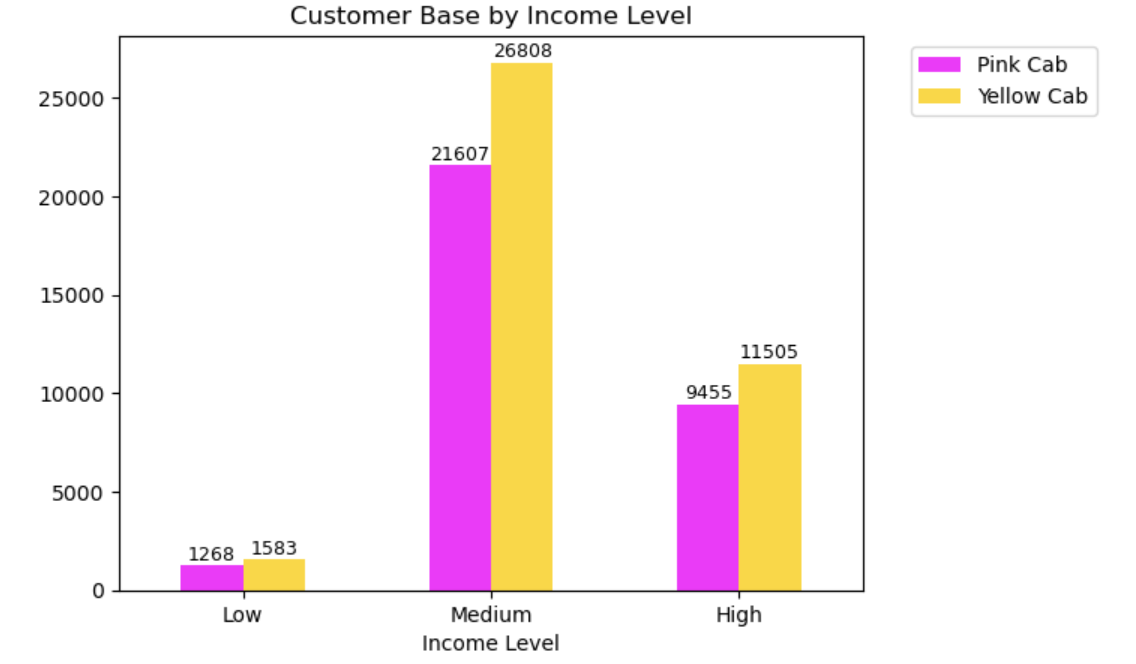 Customer Base by Income Level
Pink Cab
Yellow Cab
25000
20000
15000
10000
5000
0
26808
21607
11505
9455
1268
1583
Low
Medium
High
Income Level